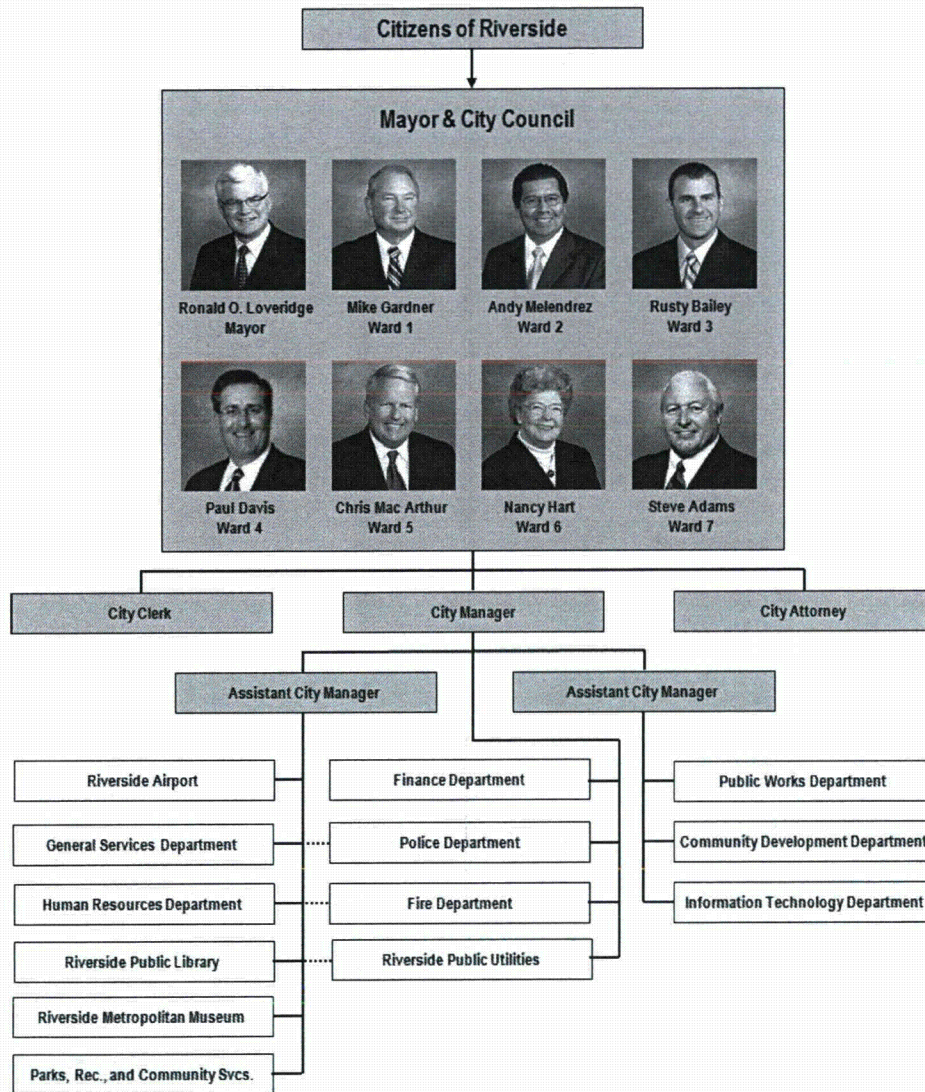 Citizens of Riverside
Mayor & City Council
Ronald O. Loveridge
Mayor
Mike Gardner
Ward 1
Andy Melendrez
Ward 2
Rusty Bailey
Ward 3
Paul Davis
Ward 4
Chris Mac Arthur
Ward 5
Nancy Hart
Ward 6
Steve Adams
Ward 7
City Clerk
City Manager
City Attorney
Assistant City Manager
Assistant City Manager
Riverside Airport
General Services Department
Human Resources Department
Riverside Public Library
Riverside Metropolitan Museum
Parks, Rec., and Community Svcs.
Finance Department
Police Department
Fire Department
Riverside Public Utilities
Public Works Department
Community Development Department
Information Technology Department